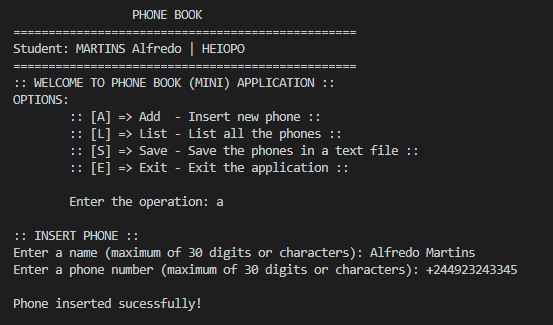 PHONE BOOK
=================================================
Student: MARTINS Alfredo | HEIOPO
=================================================
:: WELCOME TO PHONE BOOK (MINI) APPLICATION ::
OPTIONS:
:: [A] => Add  - Insert new phone ::
:: [L] => List - List all the phones ::
:: [S] => Save - Save the phones in a text file ::
:: [E] => Exit - Exit the application ::
Enter the operation: a
:: INSERT PHONE ::
Enter a name (maximum of 30 digits or characters): Alfredo Martins
Enter a phone number (maximum of 30 digits or characters): +244923243345
Phone inserted sucessfully!